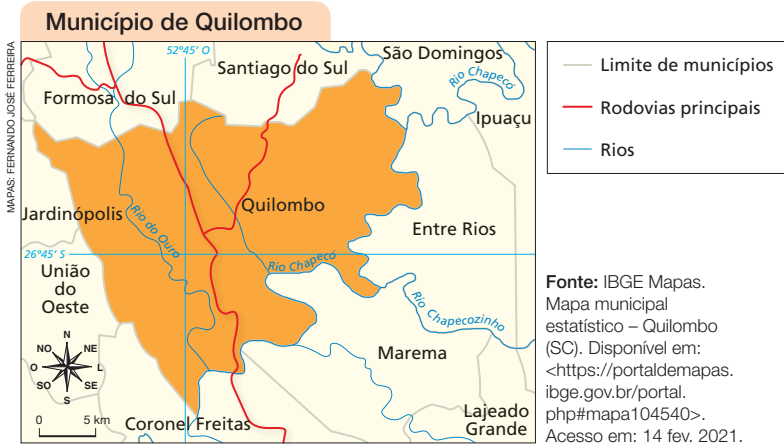 Município de Quilombo
MAPAS: FERNANDO JOSÉ FERREIRA
52°45' O
São Domingos
Santiago do Sul
Rio Chapecó
Formosa do Sul
Ipuaçu
Jardinópolis
Rio do Ouro
Quilombo
Entre Rios
26°45' S
Rio Chapecó
União
do
Oeste
Rio Chapecozinho
N
NO NE
O L
SO SE
S
Marema
0 5 km
Coronel Freitas
Lajeado
Grande
Limite de municípios
Rodovias principais
Rios
Fonte: IBGE Mapas.
Mapa municipal
estatístico – Quilombo
(SC). Disponível em:
<https://portaldemapas.
ibge.gov.br/portal.
php#mapa104540>.
Acesso em: 14 fev. 2021.